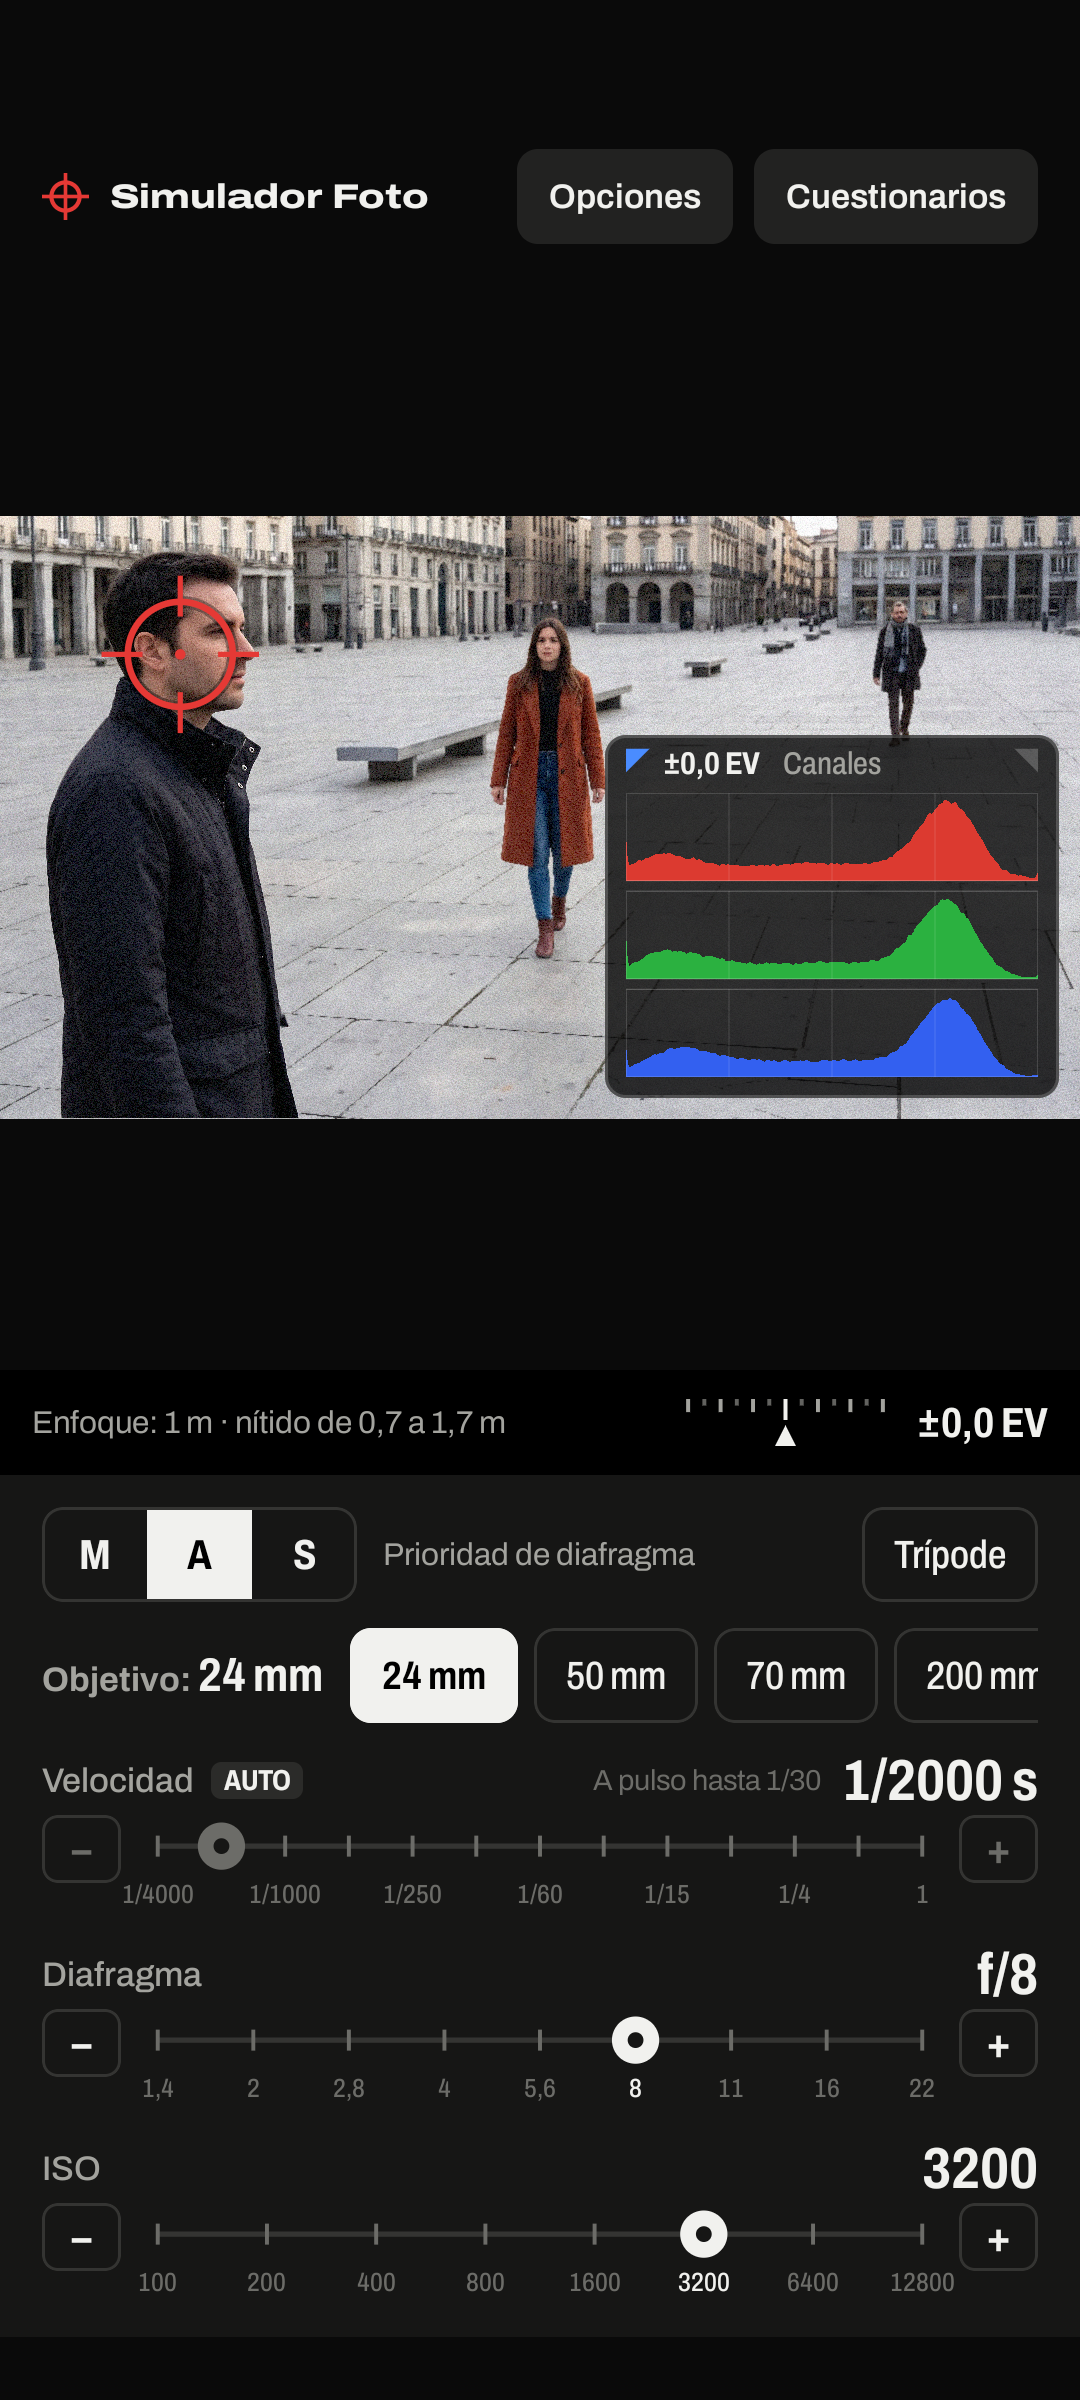 Simulador Foto
Opciones
Cuestionarios
±0,0 EV Canales
Enfoque: 1 m · nítido de 0,7 a 1,7 m
±0,0 EV
M A S Prioridad de diafragma Trípode
Objetivo: 24 mm 24 mm 50 mm 70 mm 200 mm
Velocidad AUTO A pulso hasta 1/30 1/2000 s
− +
1/4000 1/1000 1/250 1/60 1/15 1/4 1
Diafragma f/8
− +
1,4 2 2,8 4 5,6 8 11 16 22
ISO 3200
− +
100 200 400 800 1600 3200 6400 12800